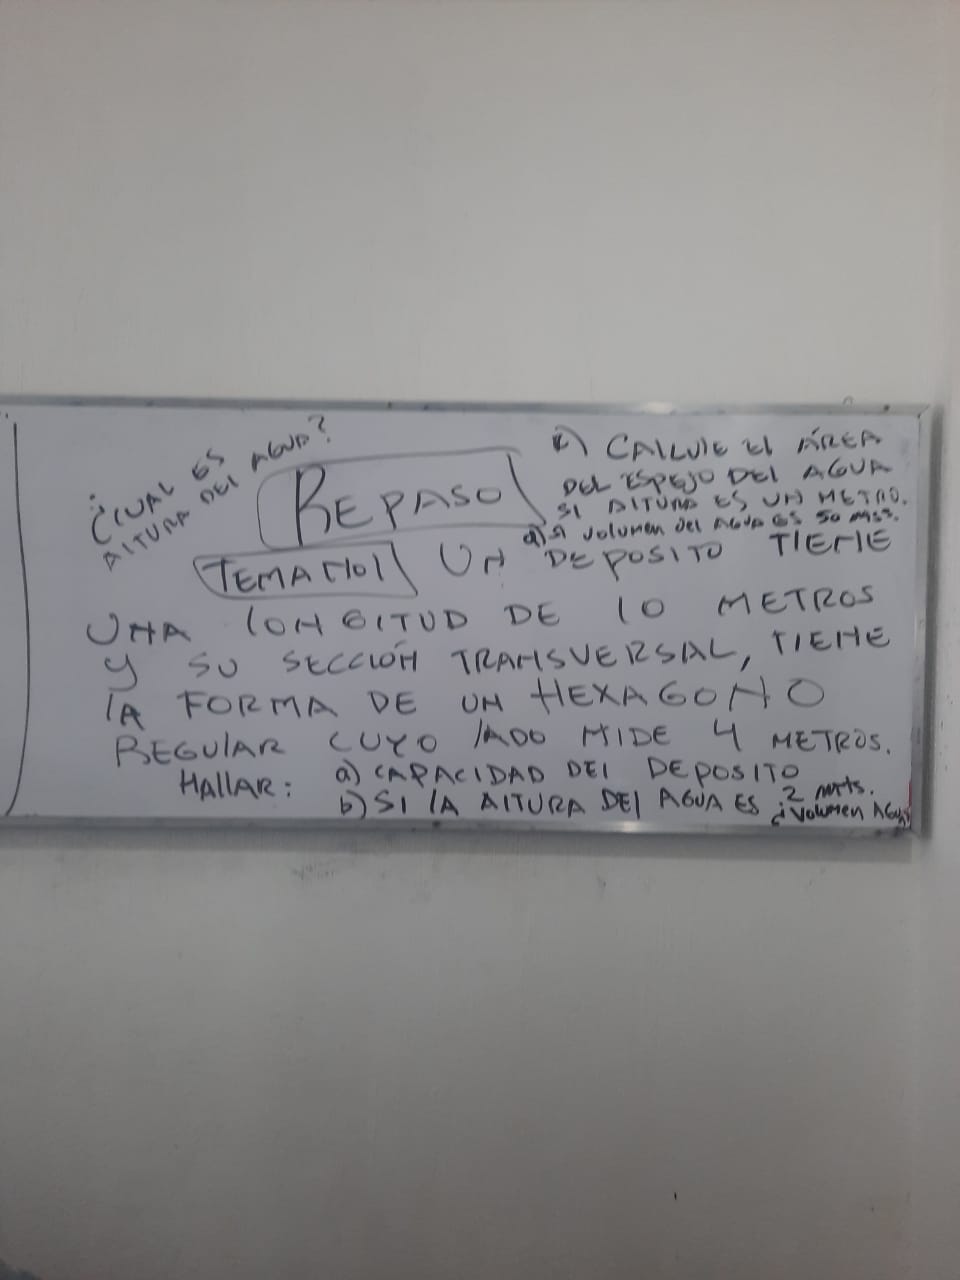 ¿CUAL ES
ALTURA DEL AGUA?
REPASO
c) CALCULE EL ÁREA
DEL ESPEJO DEL AGUA
SI ALTURA ES UN METRO.
d) SI VOLUMEN DEL AGUA ES 50 MTS³.
TEMA Nº1 UN DEPOSITO TIENE
UNA LONGITUD DE 10 METROS
Y SU SECCIÓN TRANSVERSAL, TIENE
LA FORMA DE UN HEXAGONO
REGULAR CUYO LADO MIDE 4 METROS.
HALLAR: a) CAPACIDAD DEL DEPOSITO
b) SI LA ALTURA DEL AGUA ES 2 mts.
¿Volumen Agua?